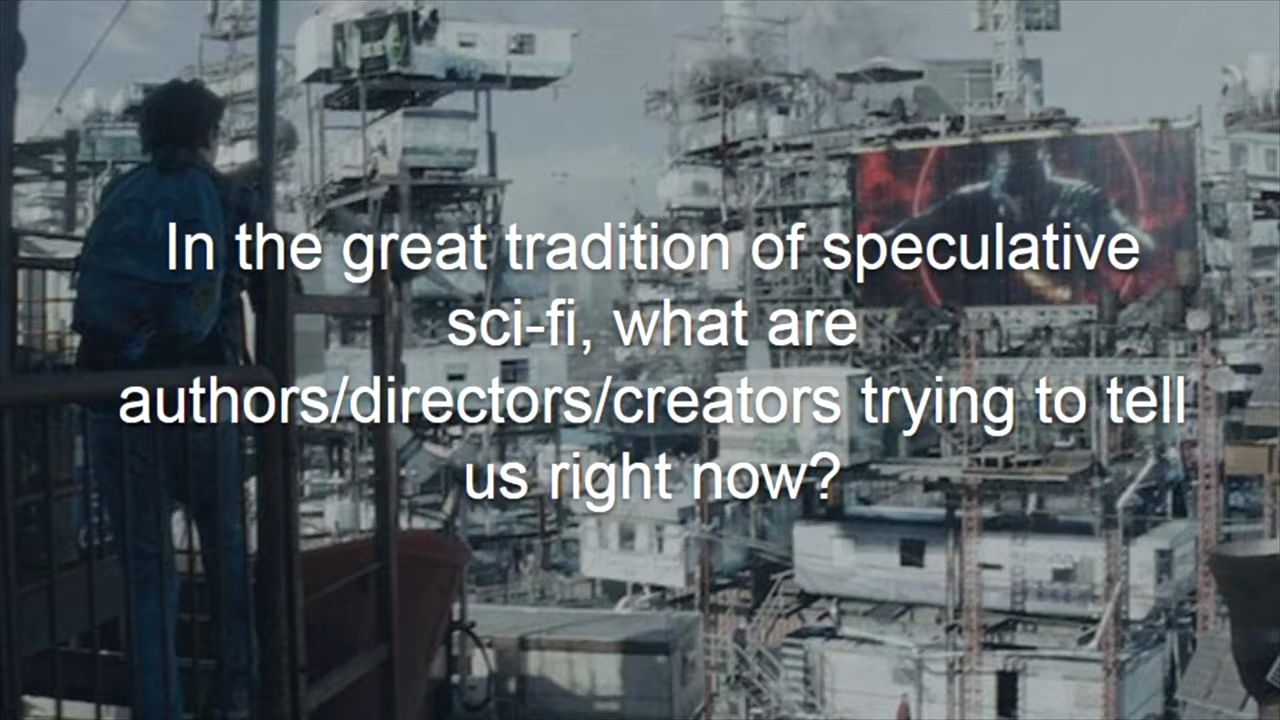 In the great tradition of speculative
sci-fi, what are
authors/directors/creators trying to tell
us right now?